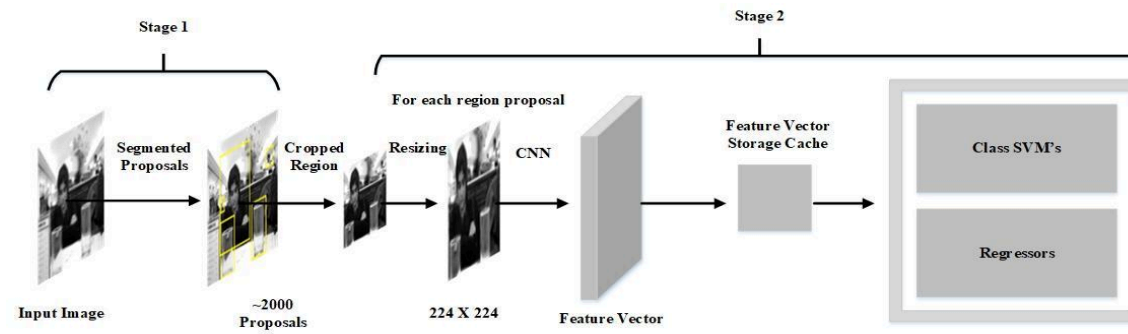 Stage 1
Stage 2
For each region proposal
Segmented
Proposals
Cropped
Region
Resizing
CNN
Feature Vector
Storage Cache
Class SVM's
Regressors
Input Image
~2000
Proposals
224 X 224
Feature Vector